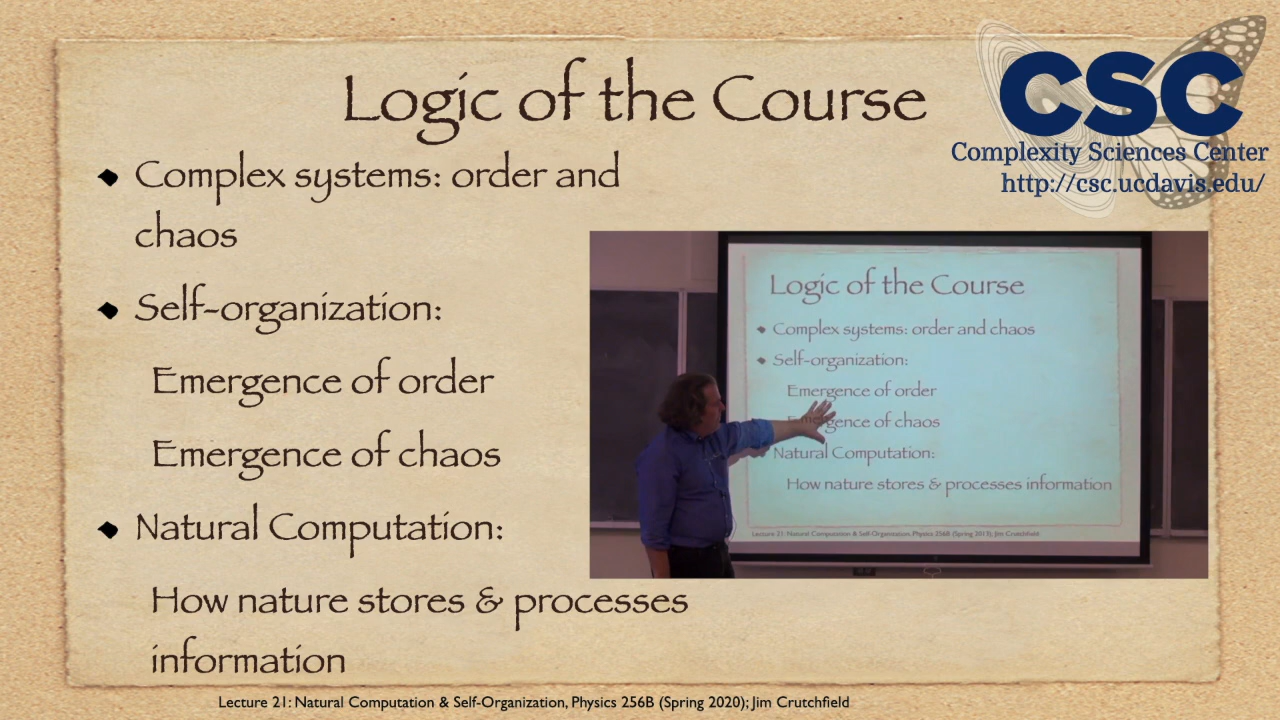 Logic of the Course
CSC
Complexity Sciences Center
http://csc.ucdavis.edu/
Complex systems: order and
chaos
Self-organization:
Emergence of order
Emergence of chaos
Natural Computation:
How nature stores & processes
information
Logic of the Course
Complex systems: order and chaos
Self-organization:
Emergence of order
Emergence of chaos
Natural Computation:
How nature stores & processes information
Lecture 21: Natural Computation & Self-Organization, Physics 256B (Spring 2013); Jim Crutchfield
Lecture 21: Natural Computation & Self-Organization, Physics 256B (Spring 2020); Jim Crutchfield